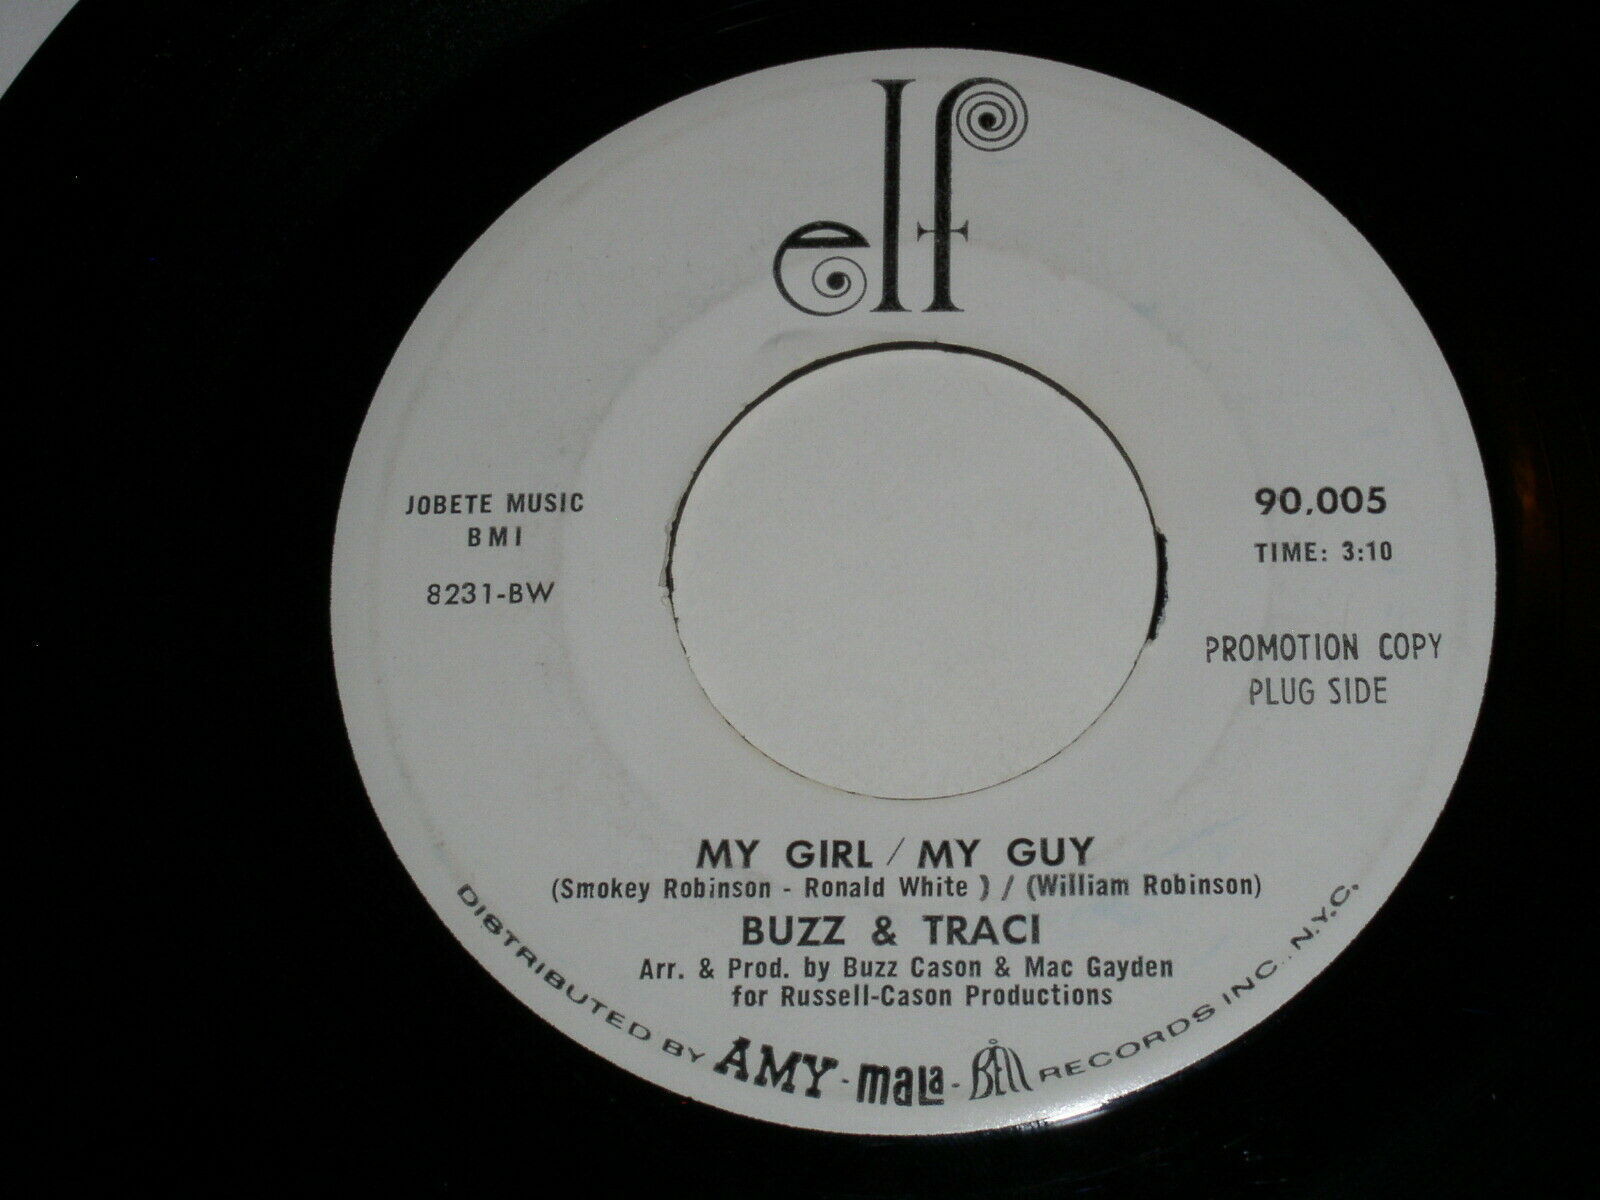 elf
JOBETE MUSIC
BMI
8231-BW
90.005
TIME: 3:10
PROMOTION COPY
PLUG SIDE
MY GIRL / MY GUY
(Smokey Robinson - Ronald White ) / (William Robinson)
BUZZ & TRACI
Arr. & Prod. by Buzz Cason & Mac Gayden
for Russell-Cason Productions
DISTRIBUTED BY AMY - mala - BELL RECORDS INC., N.Y.C.